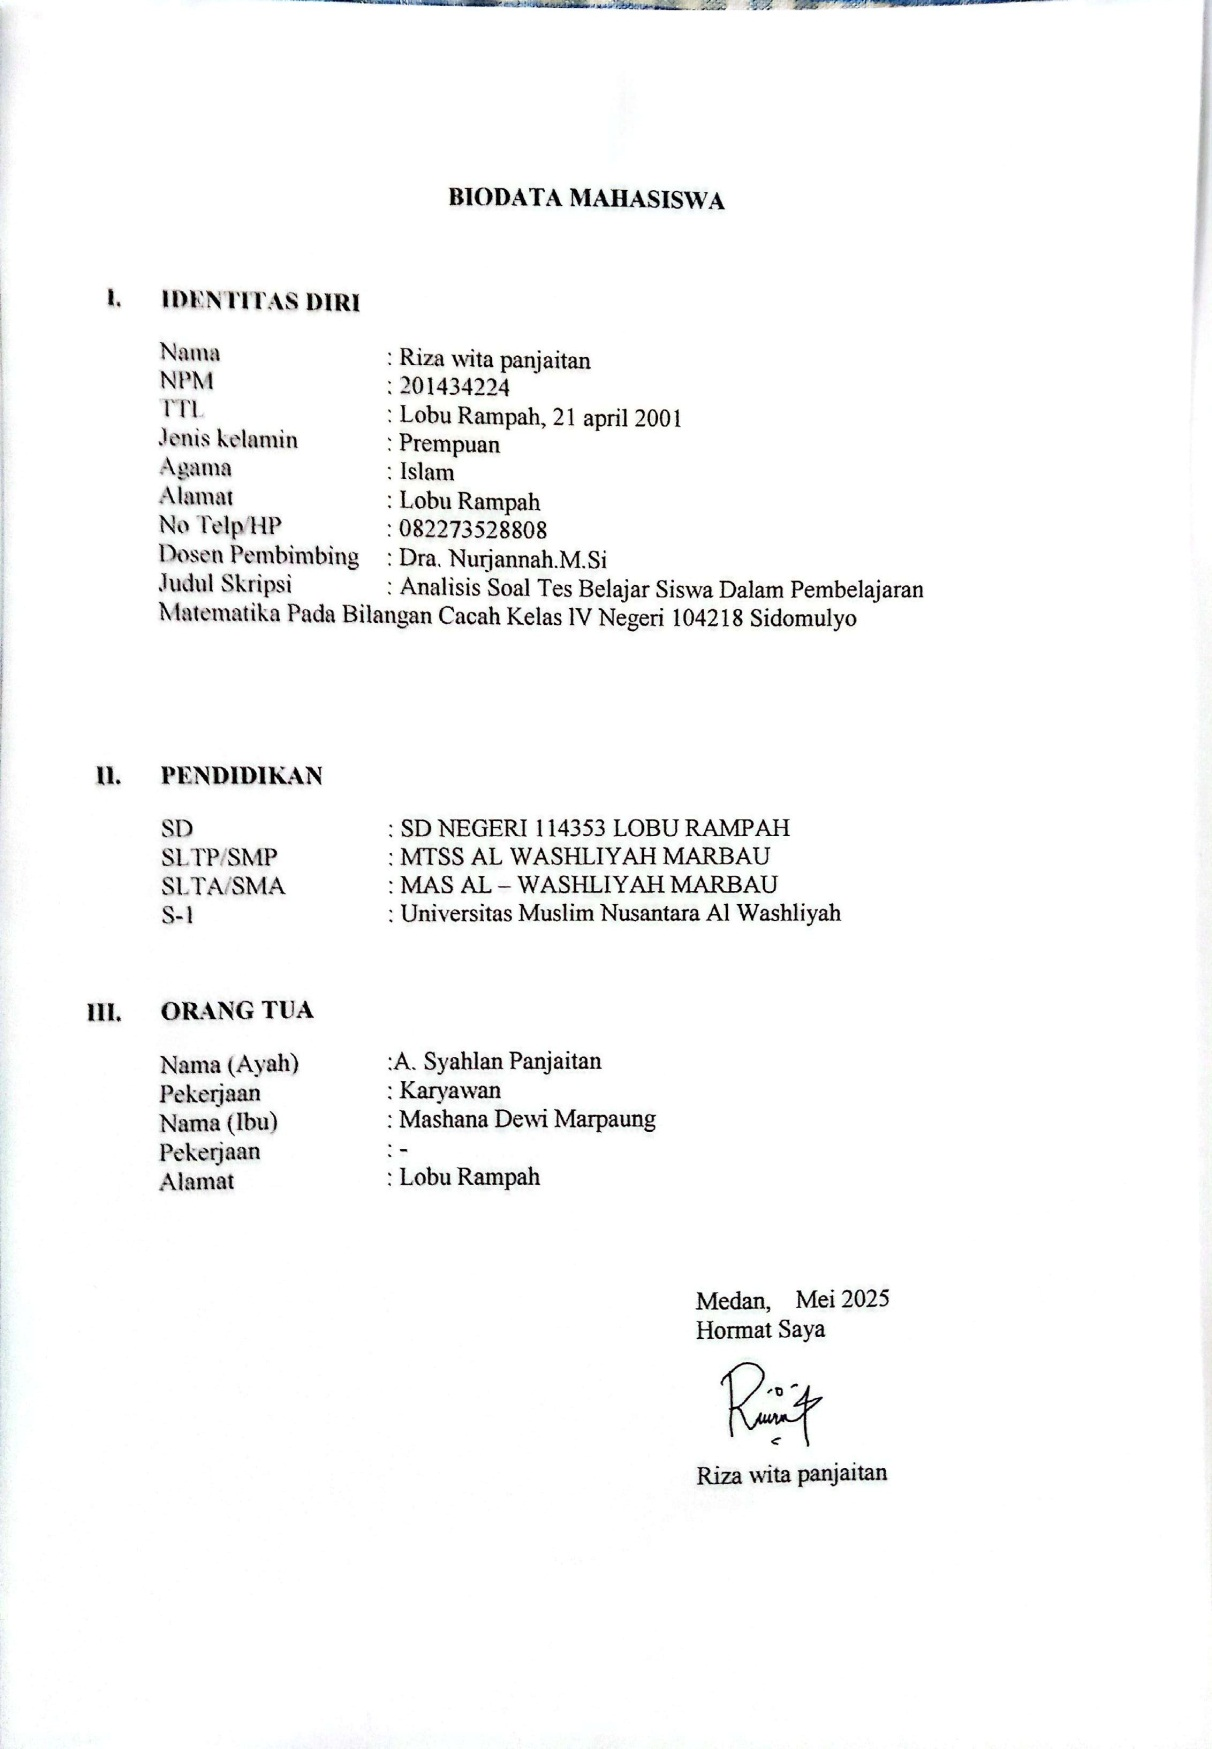 BIODATA MAHASISWA
I. IDENTITAS DIRI
Nama : Riza wita panjaitan
NPM : 201434224
TTL : Lobu Rampah, 21 april 2001
Jenis kelamin : Prempuan
Agama : Islam
Alamat : Lobu Rampah
No Telp/HP : 082273528808
Dosen Pembimbing : Dra. Nurjannah.M.Si
Judul Skripsi : Analisis Soal Tes Belajar Siswa Dalam Pembelajaran
Matematika Pada Bilangan Cacah Kelas lV Negeri 104218 Sidomulyo
II. PENDIDIKAN
SD : SD NEGERI 114353 LOBU RAMPAH
SLTP/SMP : MTSS AL WASHLIYAH MARBAU
SLTA/SMA : MAS AL – WASHLIYAH MARBAU
S-1 : Universitas Muslim Nusantara Al Washliyah
III. ORANG TUA
Nama (Ayah) :A. Syahlan Panjaitan
Pekerjaan : Karyawan
Nama (Ibu) : Mashana Dewi Marpaung
Pekerjaan : -
Alamat : Lobu Rampah
Medan, Mei 2025
Hormat Saya
Riza wita panjaitan